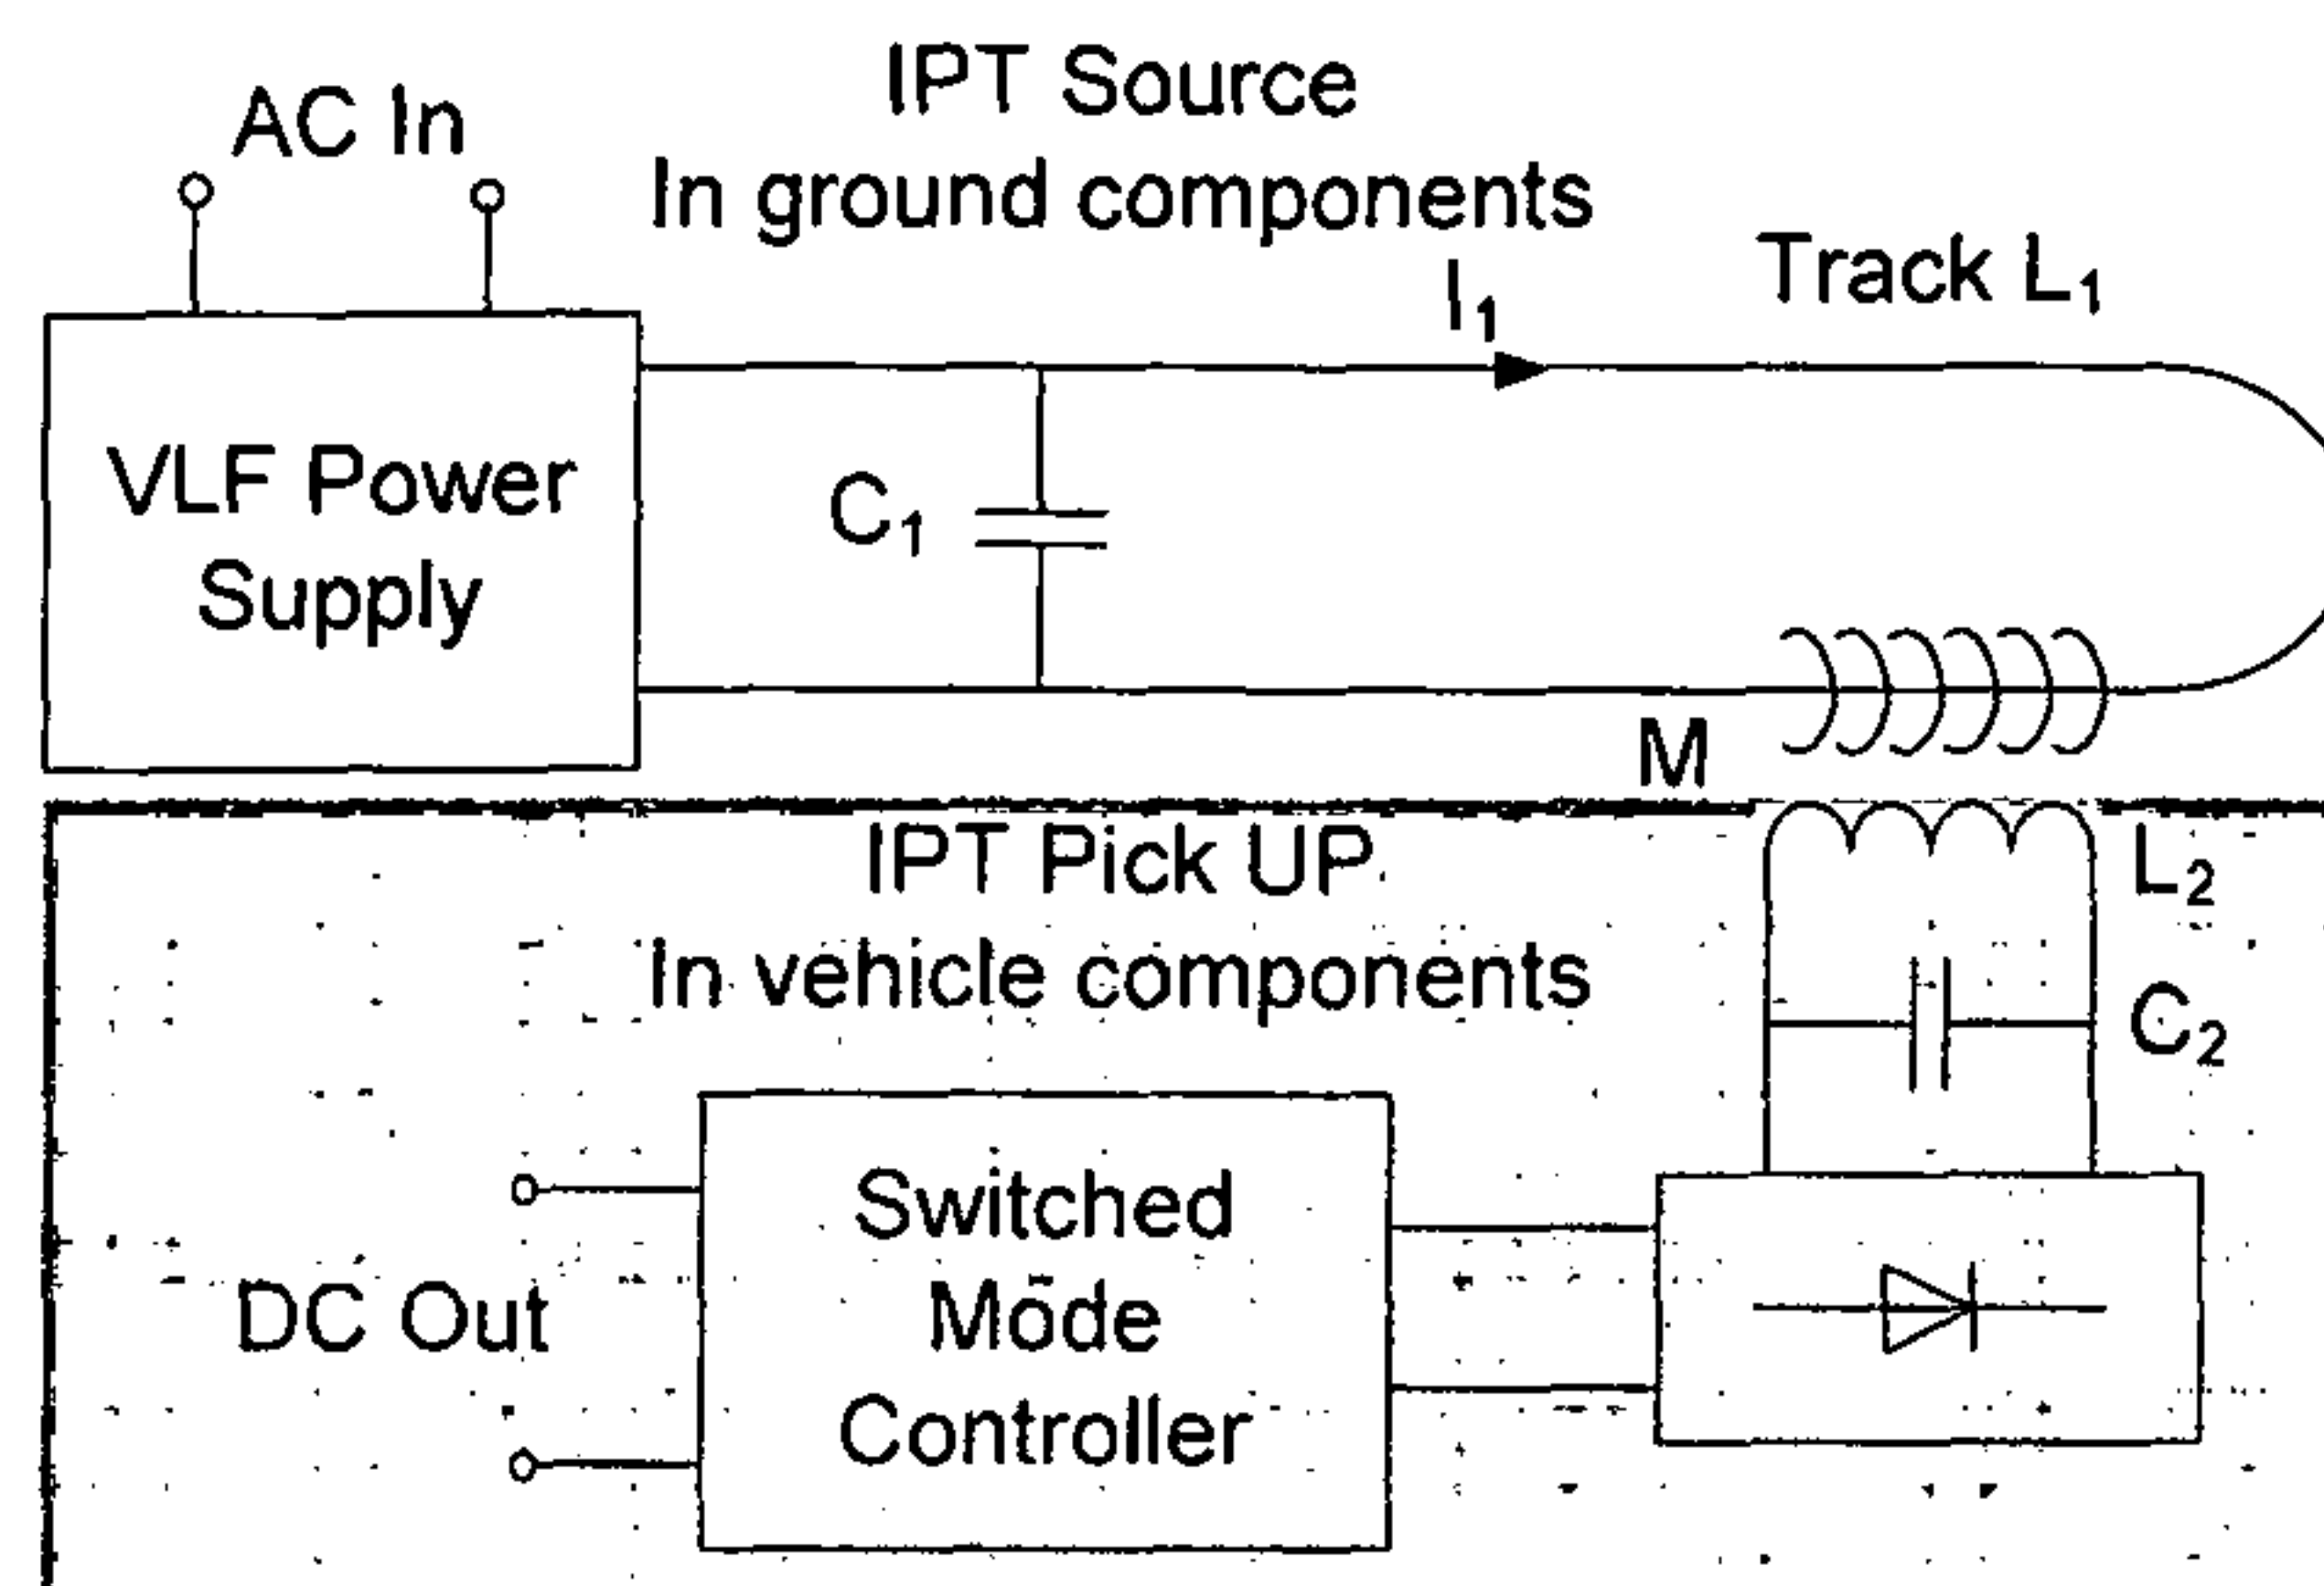 AC In
IPT Source
In ground components
I₁
Track L₁
VLF Power
Supply
C₁
M
IPT Pick UP
In vehicle components
L₂
C₂
Switched
Mode
Controller
DC Out